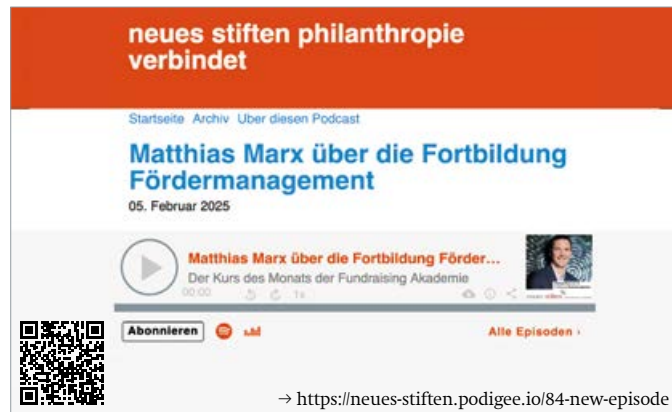 neues stiften philanthropie
verbindet
Startseite Archiv Über diesen Podcast
Matthias Marx über die Fortbildung
Fördermanagement
05. Februar 2025
Matthias Marx über die Fortbildung Förder...
Der Kurs des Monats der Fundraising Akademie
00:00 1x
Abonnieren
Alle Episoden ›
→ https://neues-stiften.podigee.io/84-new-episode